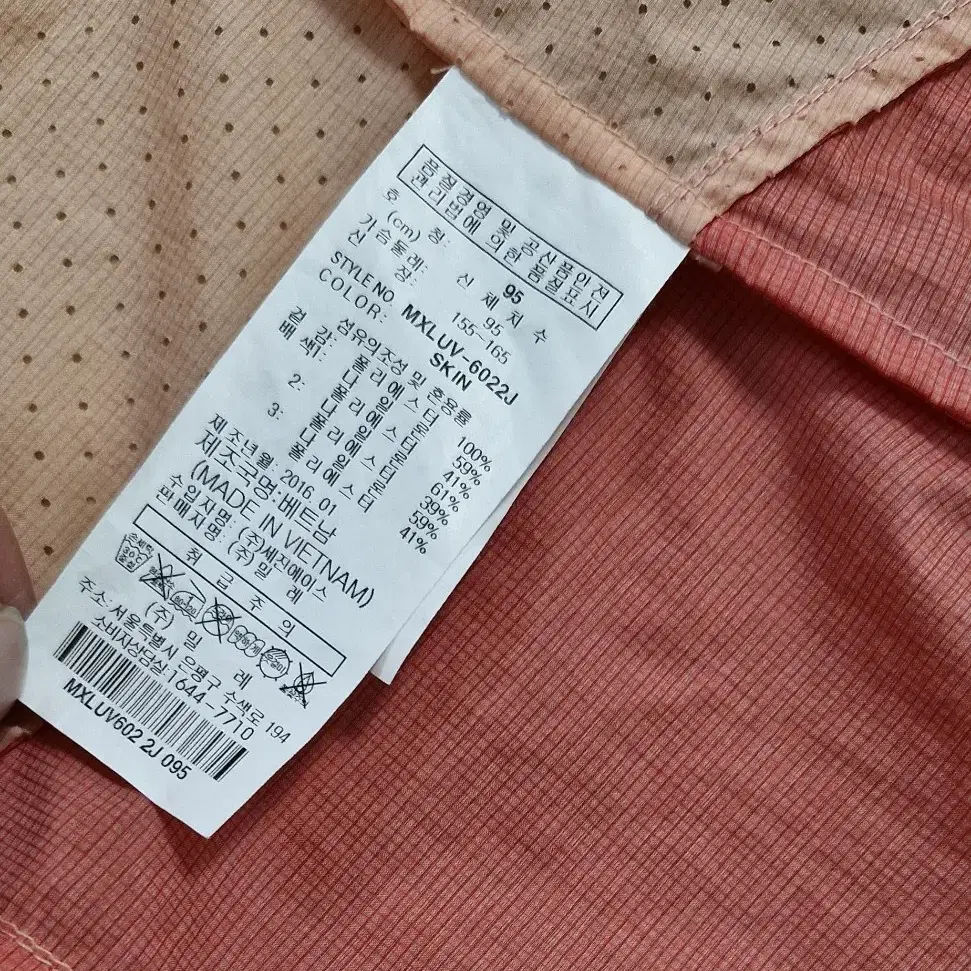 품질경영 및 공산품안전
관리법에 의한 품질표시
호 칭: 95
(cm) 신 체 치 수
가슴둘레: 95
신 장: 155~165
STYLE NO MXLUV-6022J
COLOR: SKIN
섬유의조성 및 혼용률
겉 감: 폴리에스터 100%
배색1: 나 일 론 59%
폴리에스터 41%
2: 나 일 론 61%
폴리에스터 39%
3: 나 일 론 59%
폴리에스터 41%
제조년월: 2016. 01
제조국명:베트남
(MADE IN VIETNAM)
수입자명: (주)세진에이스
판매자명: (주)밀 레
취 급 주 의
손세탁
(주) 밀 레
주소:서울특별시 은평구 수색로 194
소비자상담실:1644-7710
MXLUV602 2J 095